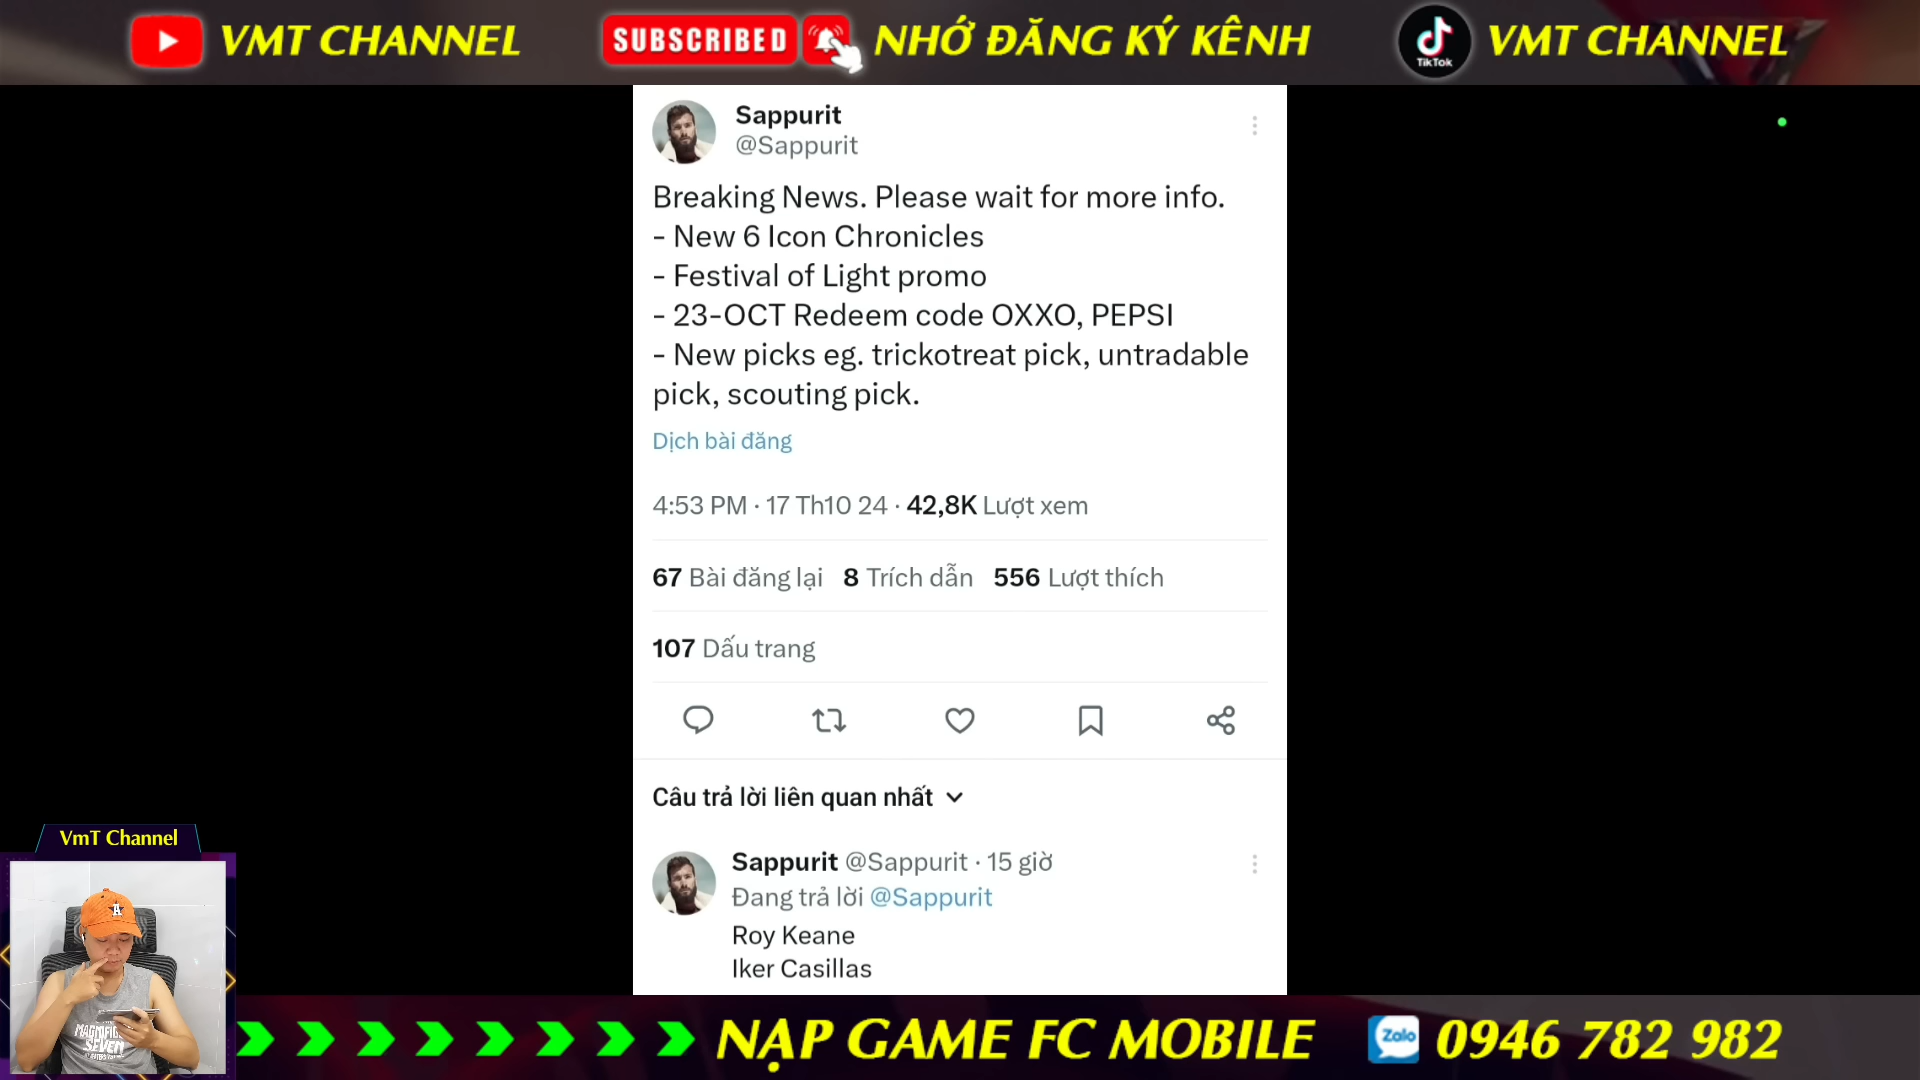 VMT CHANNEL
SUBSCRIBED
NHỚ ĐĂNG KÝ KÊNH
TikTok
VMT CHANNEL
Sappurit
@Sappurit
Breaking News. Please wait for more info.
- New 6 Icon Chronicles
- Festival of Light promo
- 23-OCT Redeem code OXXO, PEPSI
- New picks eg. trickotreat pick, untradable
pick, scouting pick.
Dịch bài đăng
4:53 PM · 17 Th10 24 · 42,8K Lượt xem
67 Bài đăng lại 8 Trích dẫn 556 Lượt thích
107 Dấu trang
Câu trả lời liên quan nhất
Sappurit @Sappurit · 15 giờ
Đang trả lời @Sappurit
Roy Keane
Iker Casillas
VmT Channel
A
SEVEN
NẠP GAME FC MOBILE
Zalo
0946 782 982